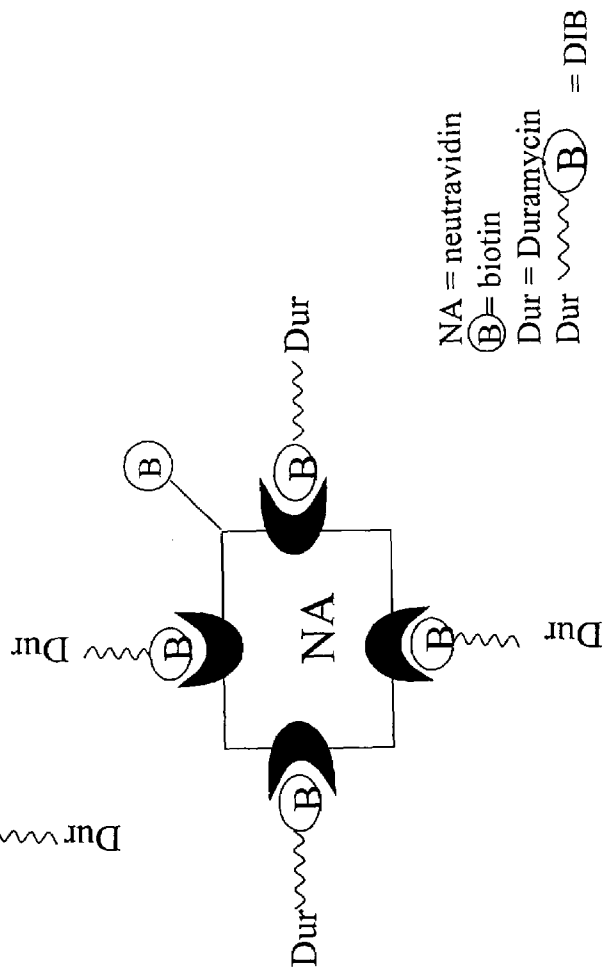 Dur
Dur
B
B
Dur
B
NA
B
Dur
B
Dur
NA = neutravidin
B = biotin
Dur = Duramycin
Dur B = DIB